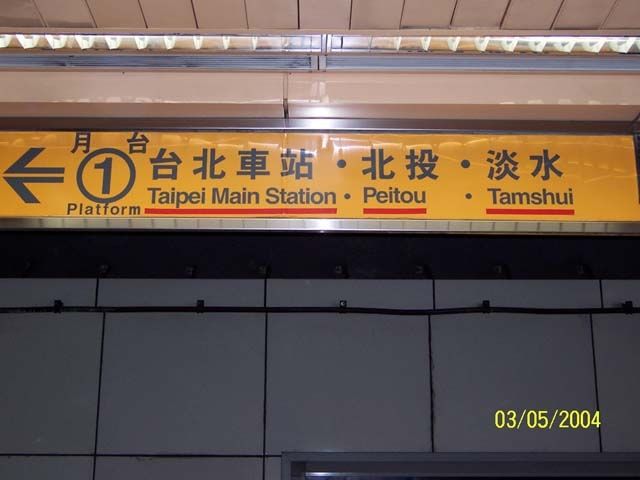 月 台
1
Platform
台北車站・北投・淡水
Taipei Main Station・Peitou・Tamshui
03/05/2004